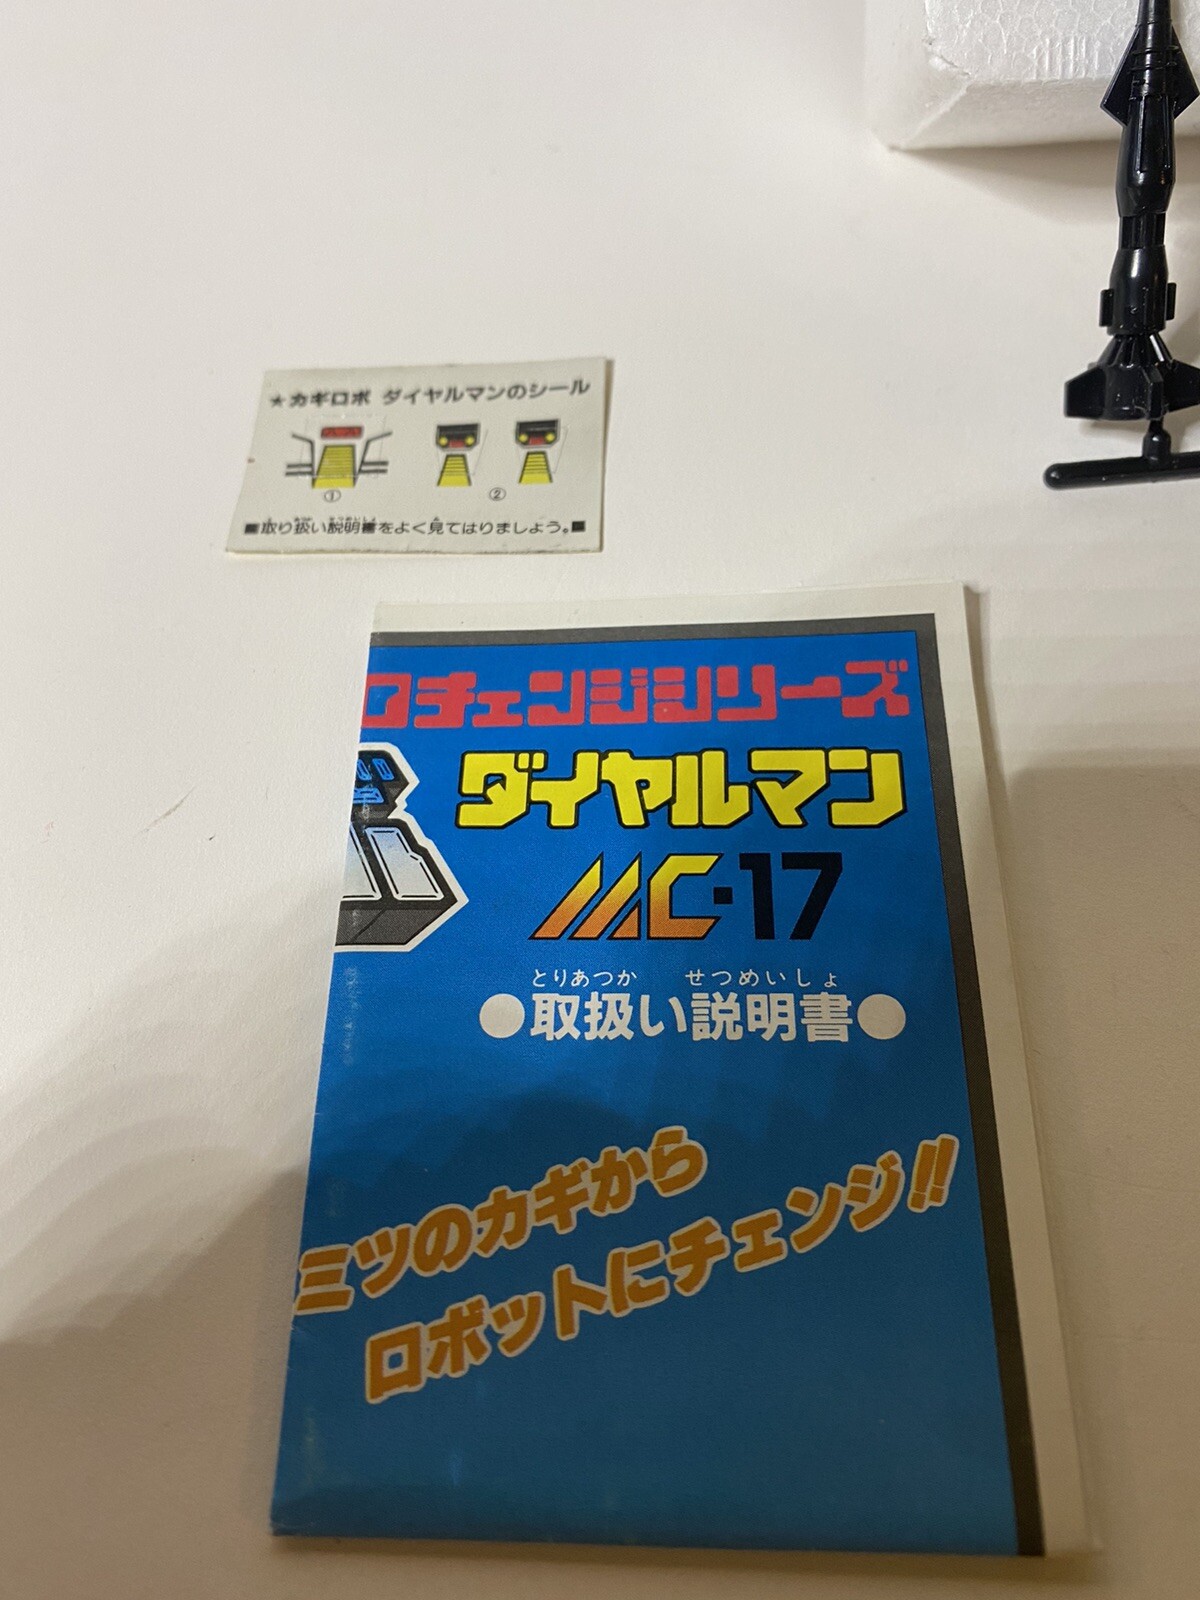 ★カギロボ ダイヤルマンのシール
① ②
■取り扱い説明書をよく見てはりましょう。■
ロチェンジシリーズ
ダイヤルマン
MC-17
とりあつか せつめいしょ
●取扱い説明書●
ミツのカギから
ロボットにチェンジ!!